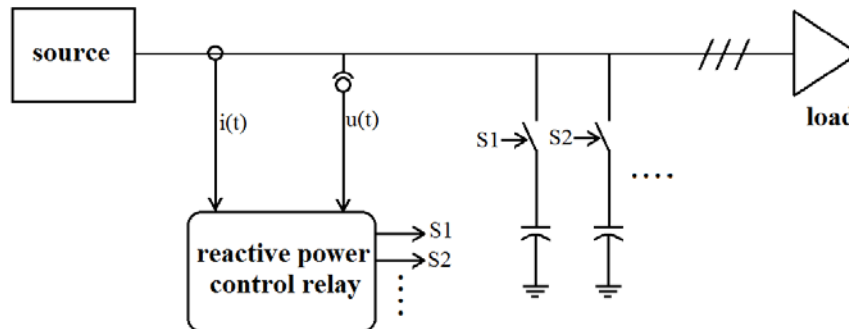 source
i(t)
u(t)
S1
S2
load
reactive power
control relay
S1
S2